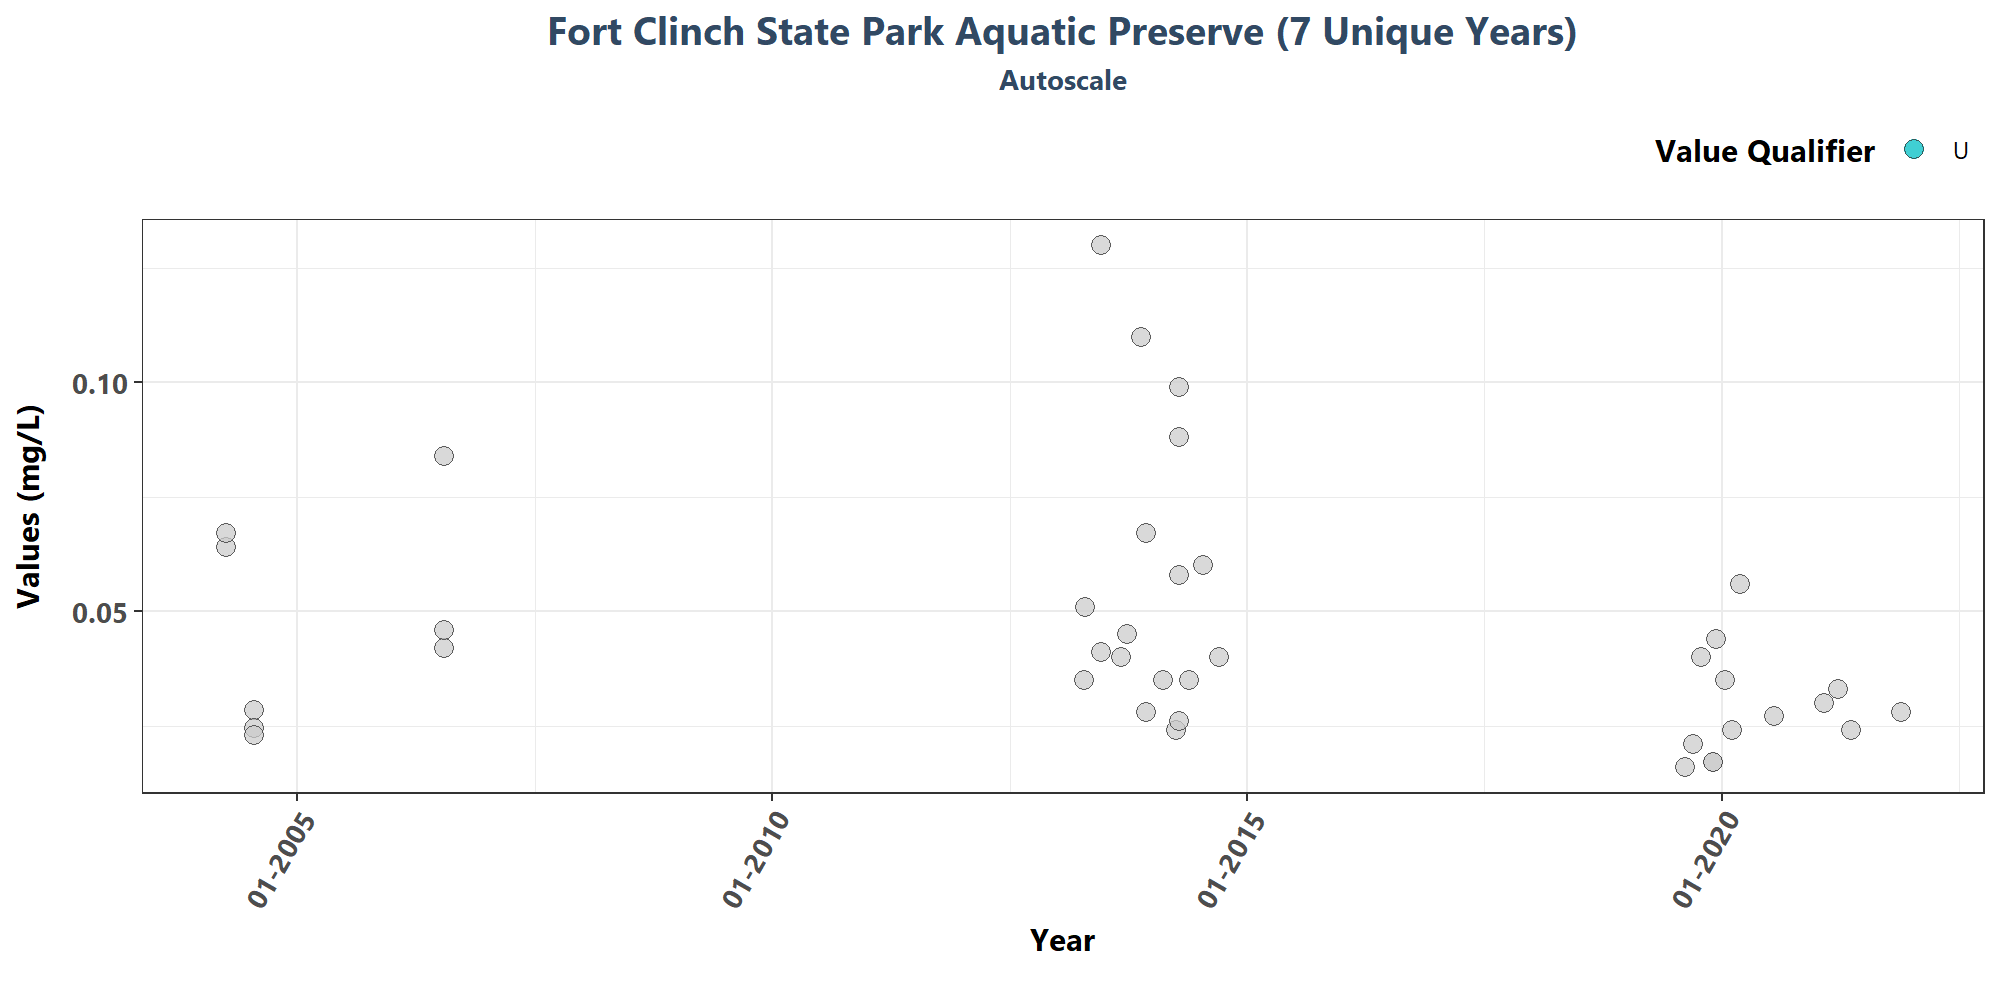 Fort Clinch State Park Aquatic Preserve (7 Unique Years)
Autoscale
Value Qualifier U
Values (mg/L)
0.10
0.05
01-2005 01-2010 01-2015 01-2020
Year